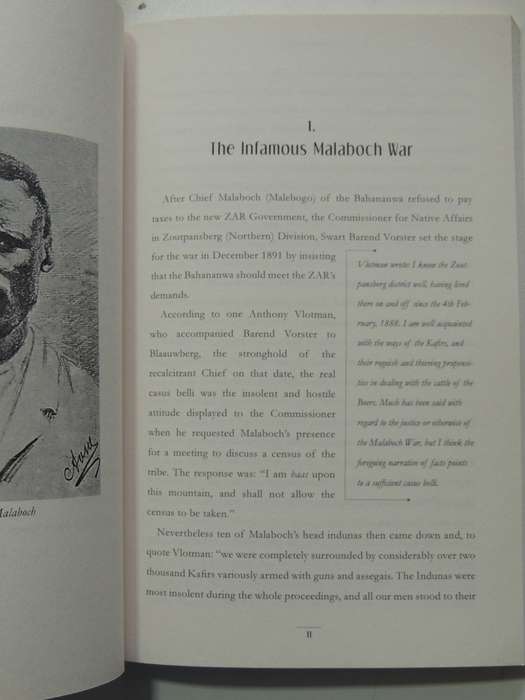 Malaboch
I.
The Infamous Malaboch War
After Chief Malaboch (Malebogo) of the Bahananwa refused to pay
taxes to the new ZAR Government, the Commissioner for Native Affairs
in Zoutpansberg (Northern) Division, Swart Barend Vorster set the stage
for the war in December 1891 by insisting
that the Bahananwa should meet the ZAR's
demands.
According to one Anthony Vlotman,
who accompanied Barend Vorster to
Blaauwberg, the stronghold of the
recalcitrant Chief on that date, the real
casus belli was the insolent and hostile
attitude displayed to the Commissioner
when he requested Malaboch's presence
for a meeting to discuss a census of the
tribe. The response was: “I am baas upon
this mountain, and shall not allow the
census to be taken.”
Vlotman wrote: I know the Zout-
pansberg district well, having lived
there on and off since the 4th Feb-
ruary, 1888. I am well acquainted
with the ways of the Kafirs, and
their roguish and thieving propensi-
ties in dealing with the cattle of the
Boers. Much has been said with
regard to the justice or otherwise of
the Malaboch War, but I think the
foregoing narration of facts points
to a sufficient casus belli.
Nevertheless ten of Malaboch's head indunas then came down and, to
quote Vlotman: “we were completely surrounded by considerably over two
thousand Kafirs variously armed with guns and assegais. The Indunas were
most insolent during the whole proceedings, and all our men stood to their
11